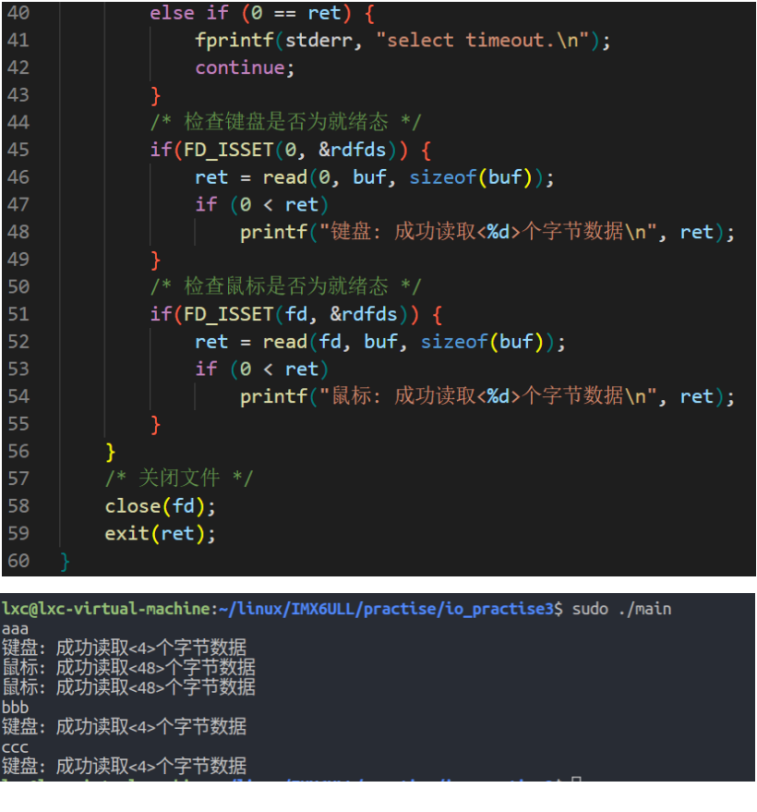 40 else if (0 == ret) {
41 fprintf(stderr, "select timeout.\n");
42 continue;
43 }
44 /* 检查键盘是否为就绪态 */
45 if(FD_ISSET(0, &rdfds)) {
46 ret = read(0, buf, sizeof(buf));
47 if (0 < ret)
48 printf("键盘: 成功读取<%d>个字节数据\n", ret);
49 }
50 /* 检查鼠标是否为就绪态 */
51 if(FD_ISSET(fd, &rdfds)) {
52 ret = read(fd, buf, sizeof(buf));
53 if (0 < ret)
54 printf("鼠标: 成功读取<%d>个字节数据\n", ret);
55 }
56 }
57 /* 关闭文件 */
58 close(fd);
59 exit(ret);
60 }
lxc@lxc-virtual-machine:~/linux/IMX6ULL/practise/io_practise3$ sudo ./main
aaa
键盘: 成功读取<4>个字节数据
鼠标: 成功读取<48>个字节数据
鼠标: 成功读取<48>个字节数据
bbb
键盘: 成功读取<4>个字节数据
ccc
键盘: 成功读取<4>个字节数据